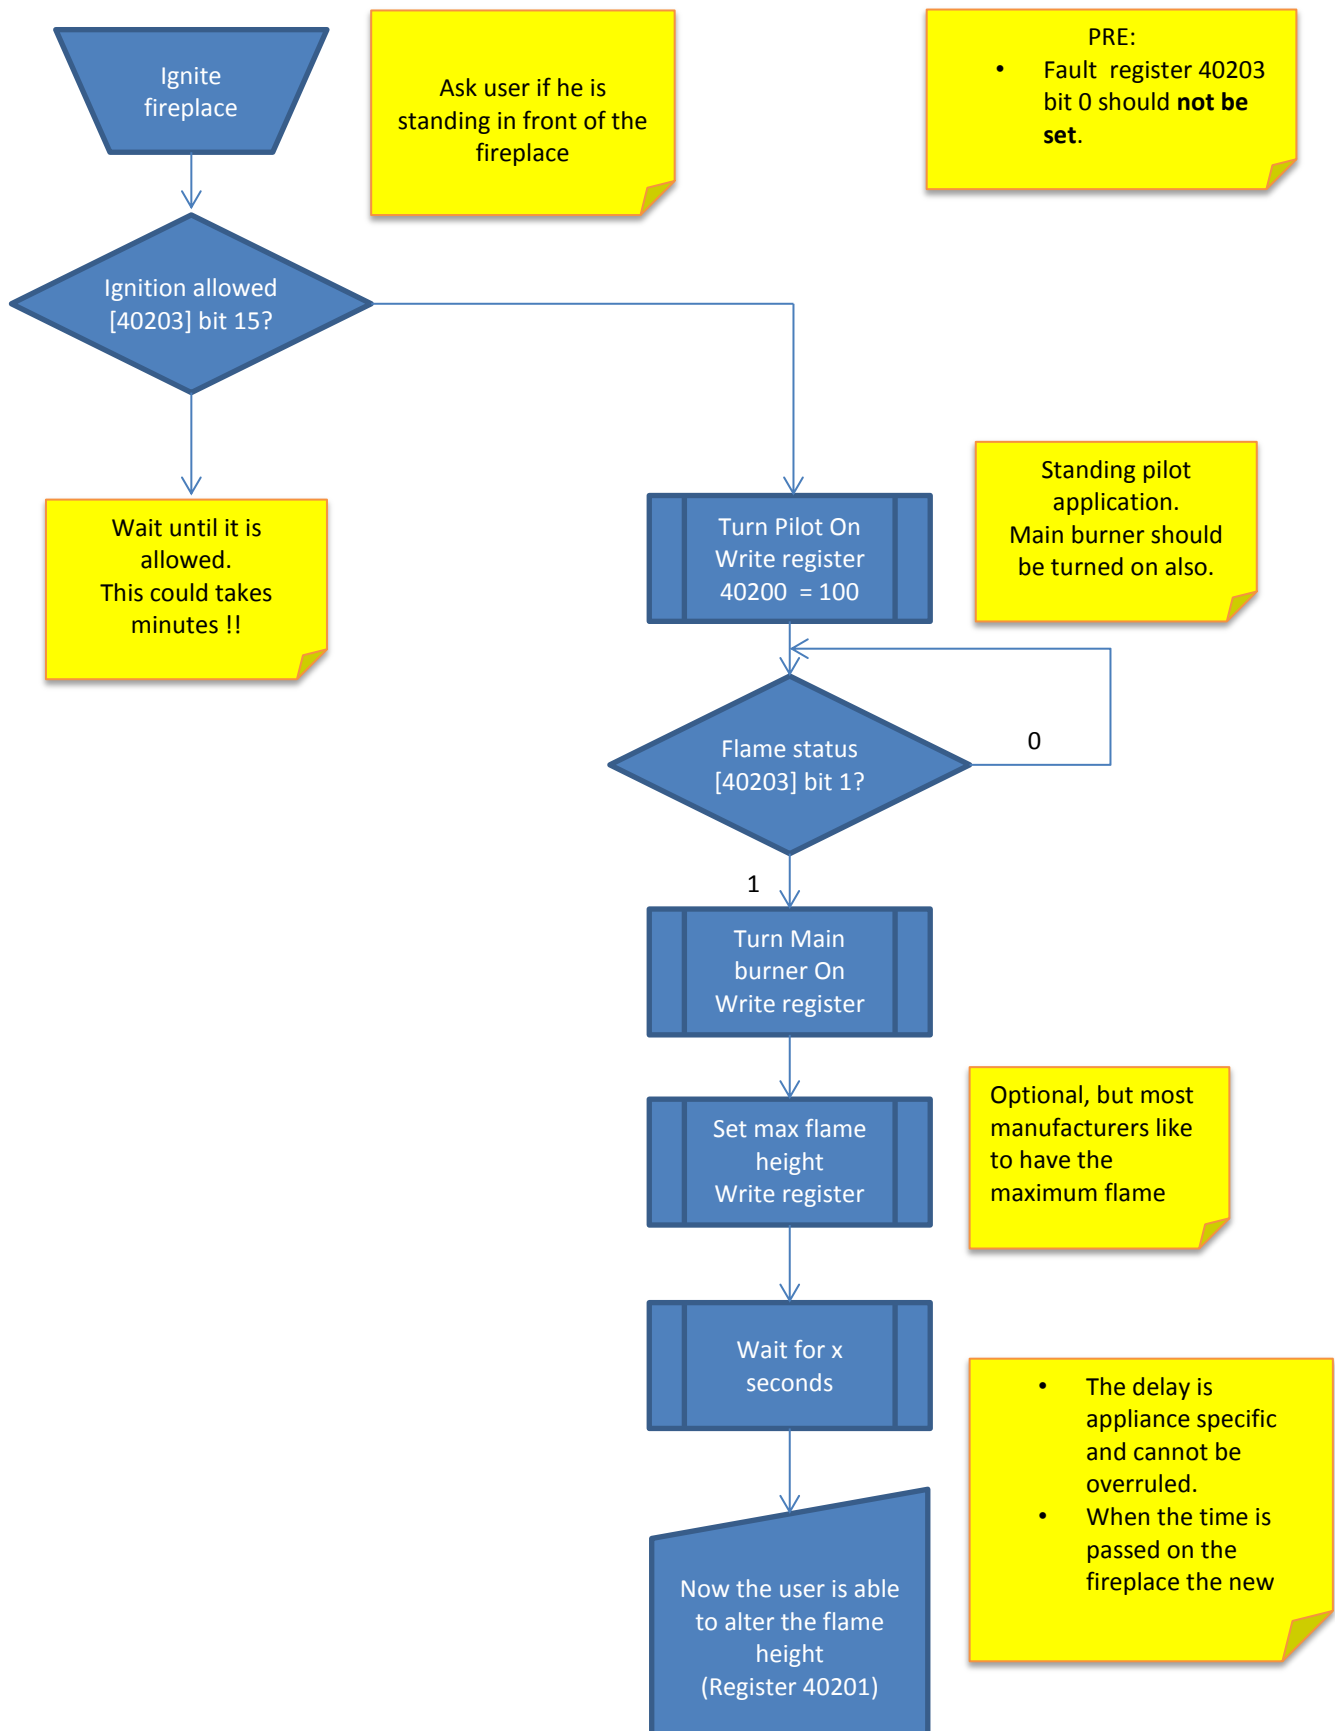 Ignite
fireplace
Ask user if he is
standing in front of the
fireplace
PRE:
• Fault register 40203
bit 0 should not be
set.
Ignition allowed
[40203] bit 15?
Wait until it is
allowed.
This could takes
minutes !!
Turn Pilot On
Write register
40200 = 100
Standing pilot
application.
Main burner should
be turned on also.
Flame status
[40203] bit 1?
0
1
Turn Main
burner On
Write register
Set max flame
height
Write register
Optional, but most
manufacturers like
to have the
maximum flame
Wait for x
seconds
• The delay is
appliance specific
and cannot be
overruled.
• When the time is
passed on the
fireplace the new
Now the user is able
to alter the flame
height
(Register 40201)